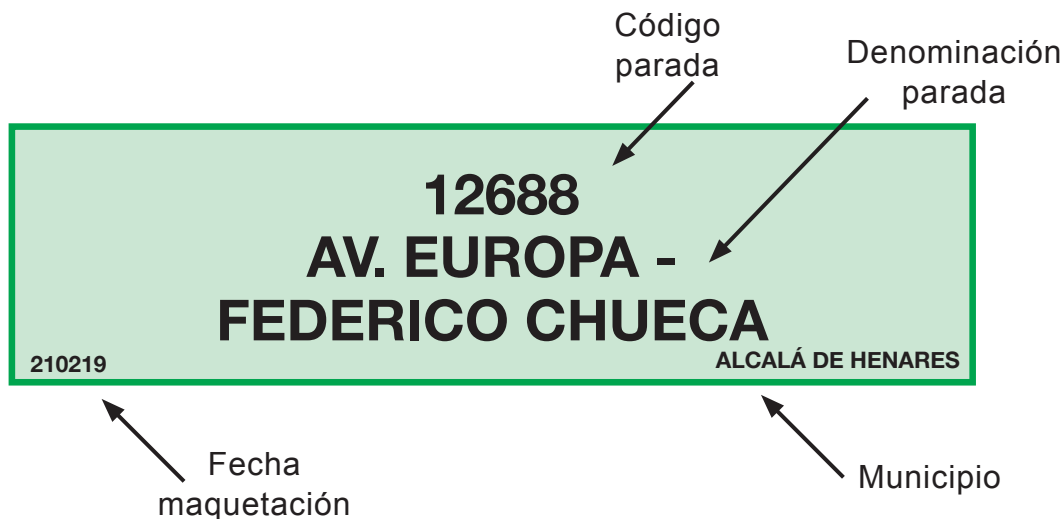 Código
parada
Denominación
parada
12688
AV. EUROPA -
FEDERICO CHUECA
210219
ALCALÁ DE HENARES
Fecha
maquetación
Municipio